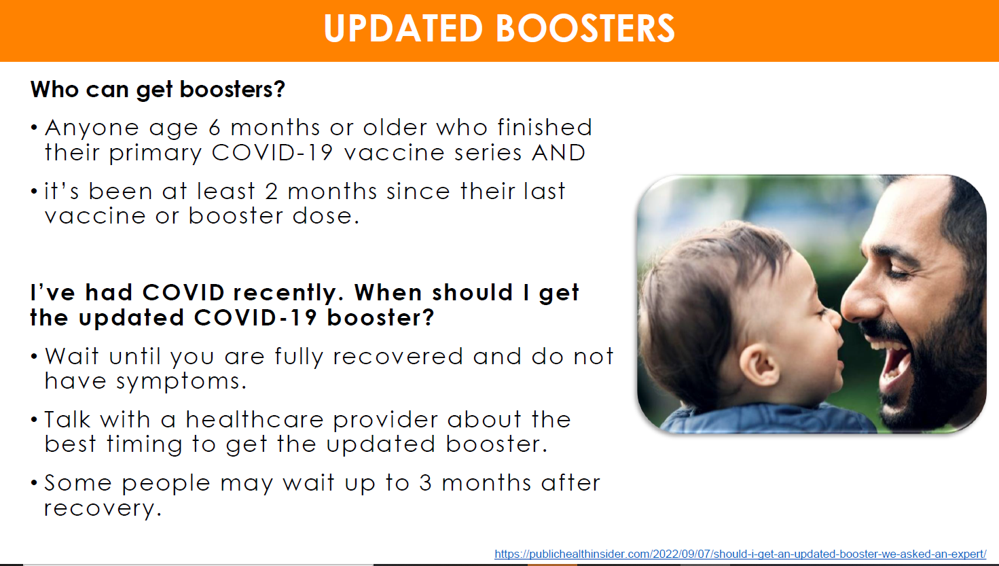 UPDATED BOOSTERS
Who can get boosters?
• Anyone age 6 months or older who finished
their primary COVID-19 vaccine series AND
• it’s been at least 2 months since their last
vaccine or booster dose.
I’ve had COVID recently. When should I get
the updated COVID-19 booster?
• Wait until you are fully recovered and do not
have symptoms.
• Talk with a healthcare provider about the
best timing to get the updated booster.
• Some people may wait up to 3 months after
recovery.
https://publichealthinsider.com/2022/09/07/should-i-get-an-updated-booster-we-asked-an-expert/